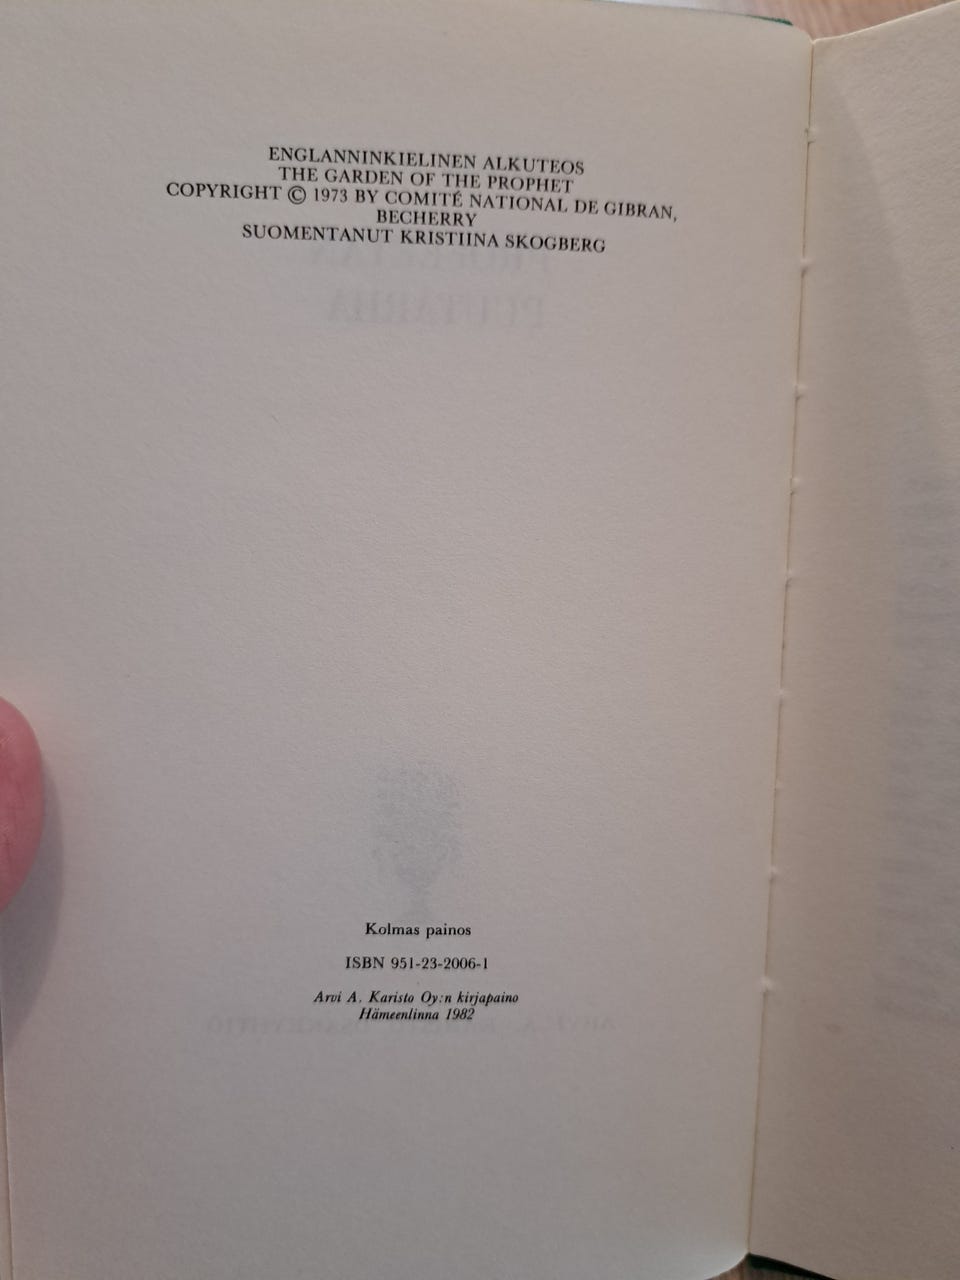 ENGLANNINKIELINEN ALKUTEOS
THE GARDEN OF THE PROPHET
COPYRIGHT © 1973 BY COMITÉ NATIONAL DE GIBRAN,
BECHERRY
SUOMENTANUT KRISTIINA SKOGBERG
Kolmas painos
ISBN 951-23-2006-1
Arvi A. Karisto Oy:n kirjapaino
Hämeenlinna 1982